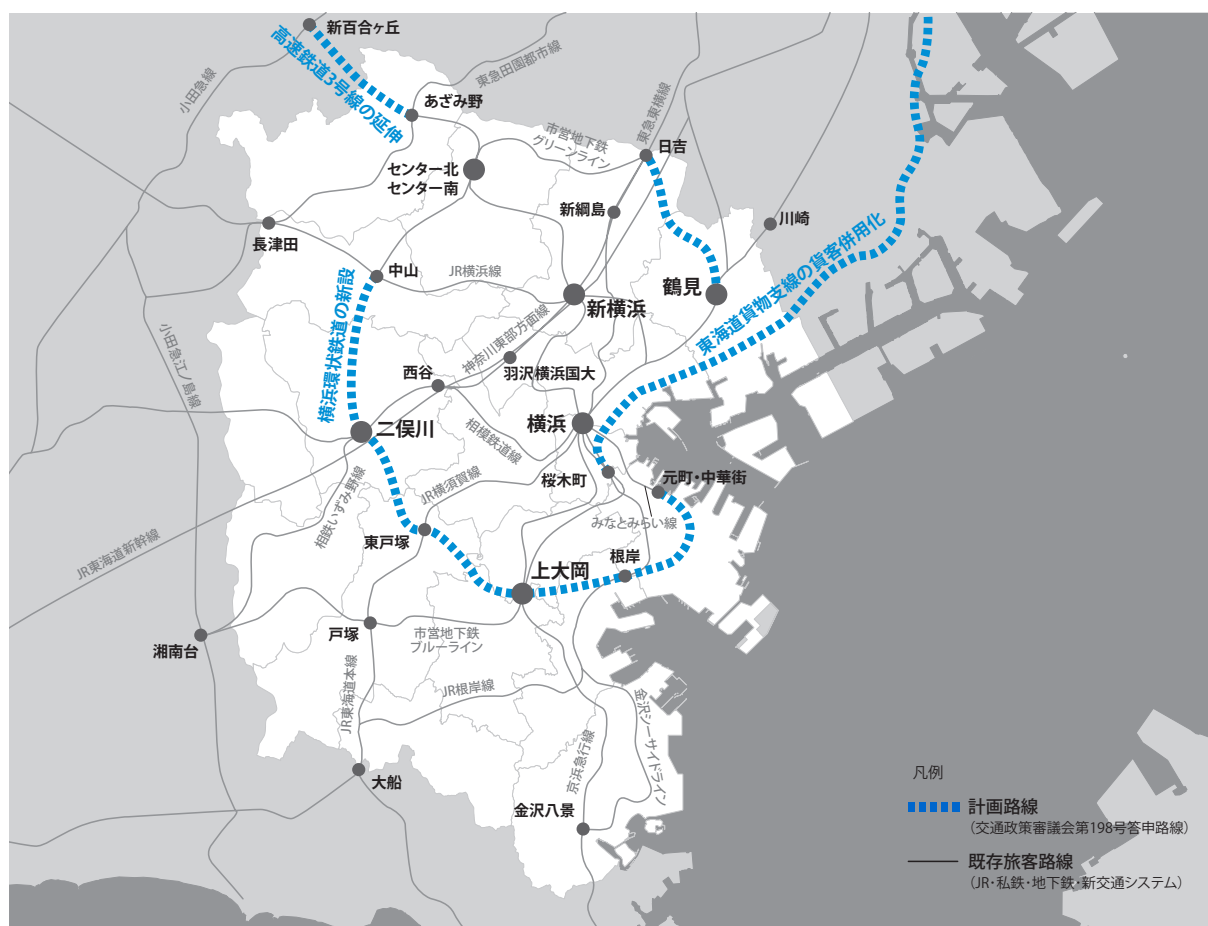 新百合ヶ丘
高速鉄道3号線の延伸
小田急線
東急田園都市線
あざみ野
東急東横線
市営地下鉄
グリーンライン
日吉
センター北
センター南
新綱島
川崎
長津田
中山
JR横浜線
鶴見
新横浜
東海道貨物支線の貨客併用化
横浜環状鉄道の新設
神奈川東部方面線
小田急江ノ島線
西谷
羽沢横浜国大
二俣川
横浜
相模鉄道線
桜木町
元町・中華街
JR横須賀線
相鉄いずみ野線
みなとみらい線
JR東海道新幹線
東戸塚
根岸
上大岡
戸塚
市営地下鉄
ブルーライン
湘南台
JR東海道本線
JR根岸線
金沢シーサイドライン
京浜急行線
大船
金沢八景
凡例
計画路線
（交通政策審議会第198号答申路線）
既存旅客路線
（JR・私鉄・地下鉄・新交通システム）